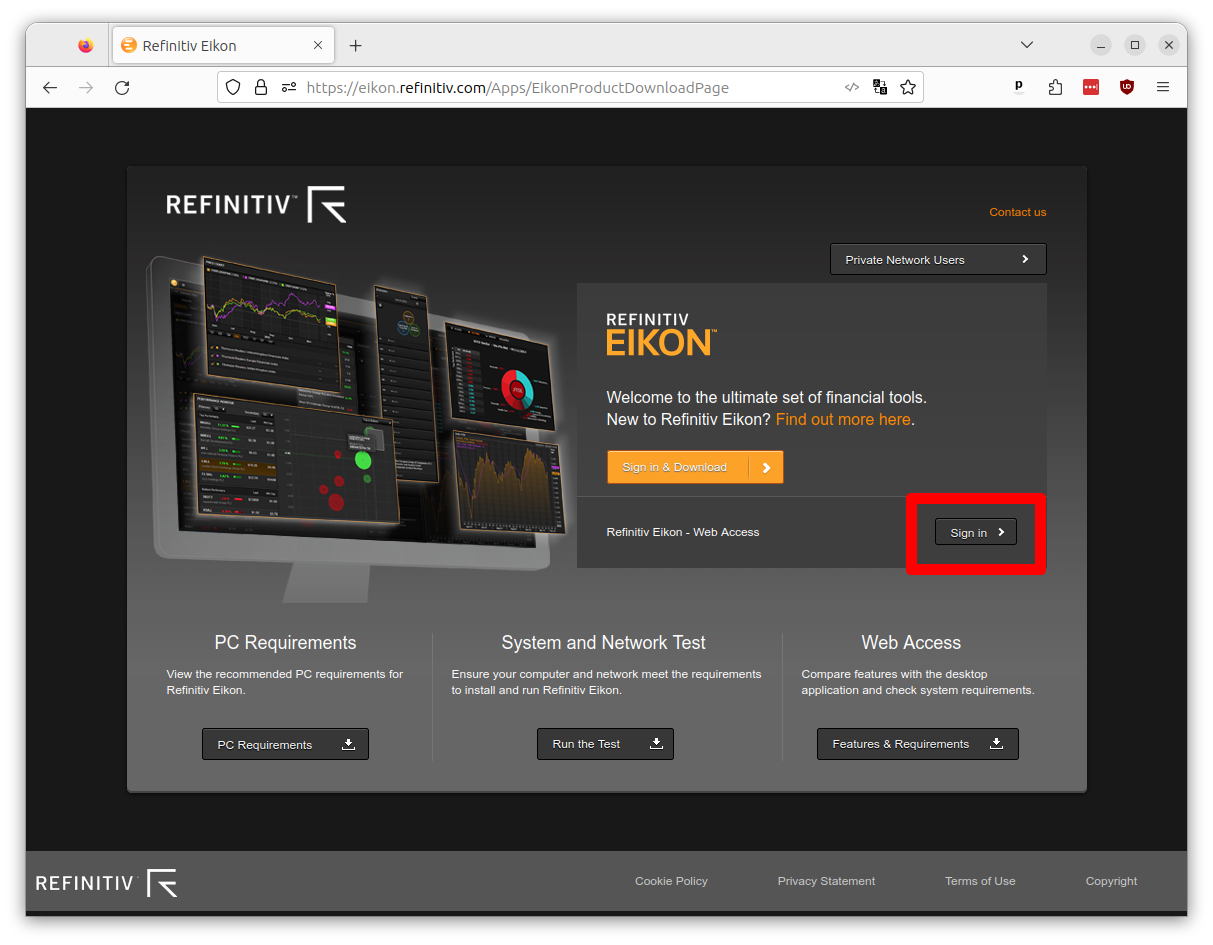 Refinitiv Eikon
https://eikon.refinitiv.com/Apps/EikonProductDownloadPage
REFINITIV™
Contact us
Private Network Users
REFINITIV
EIKON™
Welcome to the ultimate set of financial tools.
New to Refinitiv Eikon? Find out more here.
Sign in & Download
Refinitiv Eikon - Web Access
Sign in
PC Requirements
View the recommended PC requirements for
Refinitiv Eikon.
PC Requirements
System and Network Test
Ensure your computer and network meet the requirements
to install and run Refinitiv Eikon.
Run the Test
Web Access
Compare features with the desktop
application and check system requirements.
Features & Requirements
REFINITIV
Cookie Policy
Privacy Statement
Terms of Use
Copyright